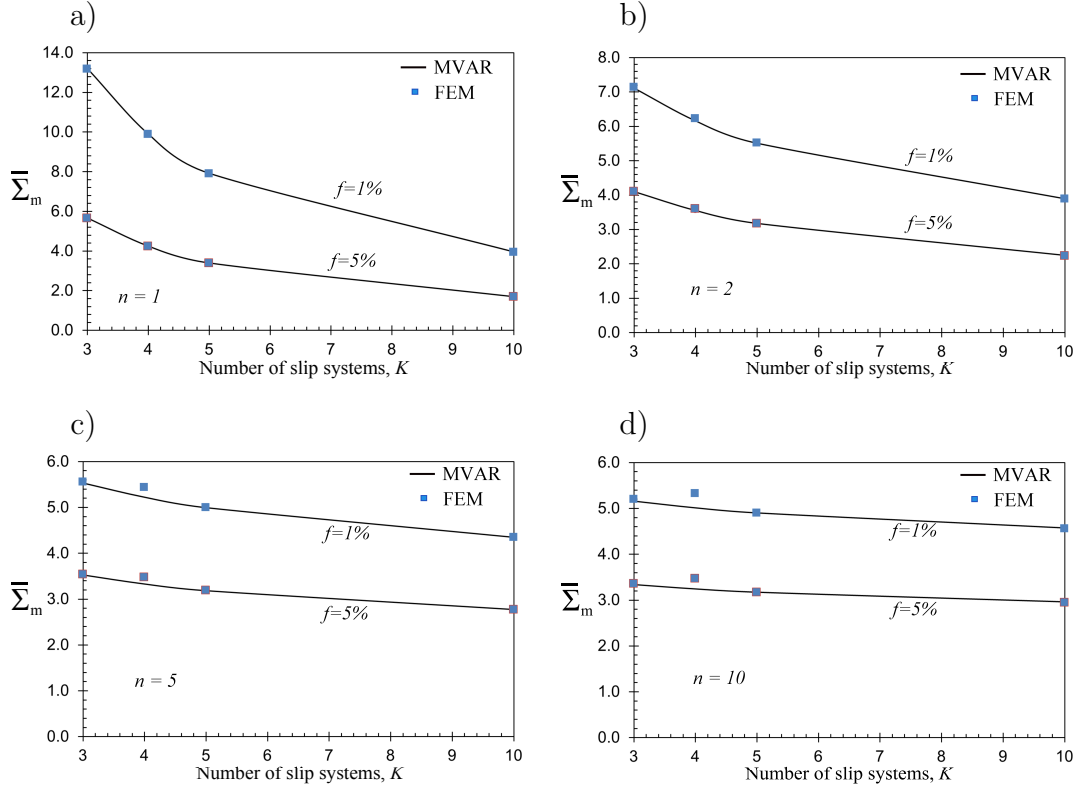 a)
14.0
12.0
10.0
8.0
6.0
4.0
2.0
0.0
Σ̅m
MVAR
FEM
f=1%
f=5%
n = 1
3 4 5 6 7 8 9 10
Number of slip systems, K
b)
8.0
7.0
6.0
5.0
4.0
3.0
2.0
1.0
0.0
Σ̅m
MVAR
FEM
f=1%
f=5%
n = 2
3 4 5 6 7 8 9 10
Number of slip systems, K
c)
6.0
5.0
4.0
3.0
2.0
1.0
0.0
Σ̅m
MVAR
FEM
f=1%
f=5%
n = 5
3 4 5 6 7 8 9 10
Number of slip systems, K
d)
6.0
5.0
4.0
3.0
2.0
1.0
0.0
Σ̅m
MVAR
FEM
f=1%
f=5%
n = 10
3 4 5 6 7 8 9 10
Number of slip systems, K